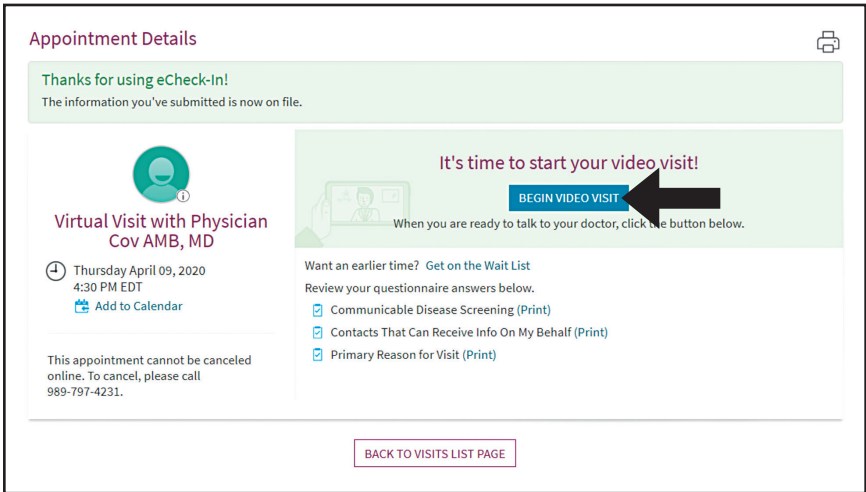 Appointment Details
Thanks for using eCheck-In!
The information you've submitted is now on file.
Virtual Visit with Physician
Cov AMB, MD
Thursday April 09, 2020
4:30 PM EDT
Add to Calendar
This appointment cannot be canceled
online. To cancel, please call
989-797-4231.
It's time to start your video visit!
BEGIN VIDEO VISIT
When you are ready to talk to your doctor, click the button below.
Want an earlier time? Get on the Wait List
Review your questionnaire answers below.
Communicable Disease Screening (Print)
Contacts That Can Receive Info On My Behalf (Print)
Primary Reason for Visit (Print)
BACK TO VISITS LIST PAGE